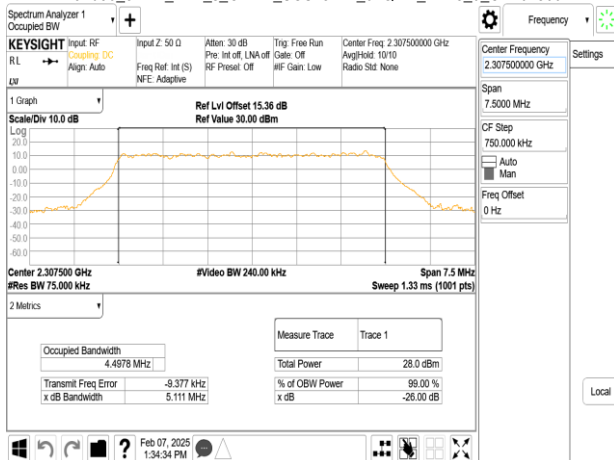 Spectrum Analyzer 1
Occupied BW
Frequency
KEYSIGHT
RL
Input: RF
Coupling: DC
Align: Auto
Input Z: 50 Ω
Freq Ref: Int (S)
NFE: Adaptive
Atten: 30 dB
Pre: Int off, LNA off
RF Presel: Off
Trig: Free Run
Gate: Off
#IF Gain: Low
Center Freq: 2.307500000 GHz
Avg|Hold: 10/10
Radio Std: None
Center Frequency
2.307500000 GHz
Settings
Span
7.5000 MHz
CF Step
750.000 kHz
Auto
Man
Freq Offset
0 Hz
Local
1 Graph
Scale/Div 10.0 dB
Ref Lvl Offset 15.36 dB
Ref Value 30.00 dBm
Log
20.0
10.0
0.00
-10.0
-20.0
-30.0
-40.0
-50.0
-60.0
Center 2.307500 GHz
#Video BW 240.00 kHz
Span 7.5 MHz
#Res BW 75.000 kHz
Sweep 1.33 ms (1001 pts)
2 Metrics
Measure Trace Trace 1
Occupied Bandwidth
4.4978 MHz
Total Power 28.0 dBm
Transmit Freq Error -9.377 kHz
% of OBW Power 99.00 %
x dB Bandwidth 5.111 MHz
x dB -26.00 dB
?
Feb 07, 2025
1:34:34 PM